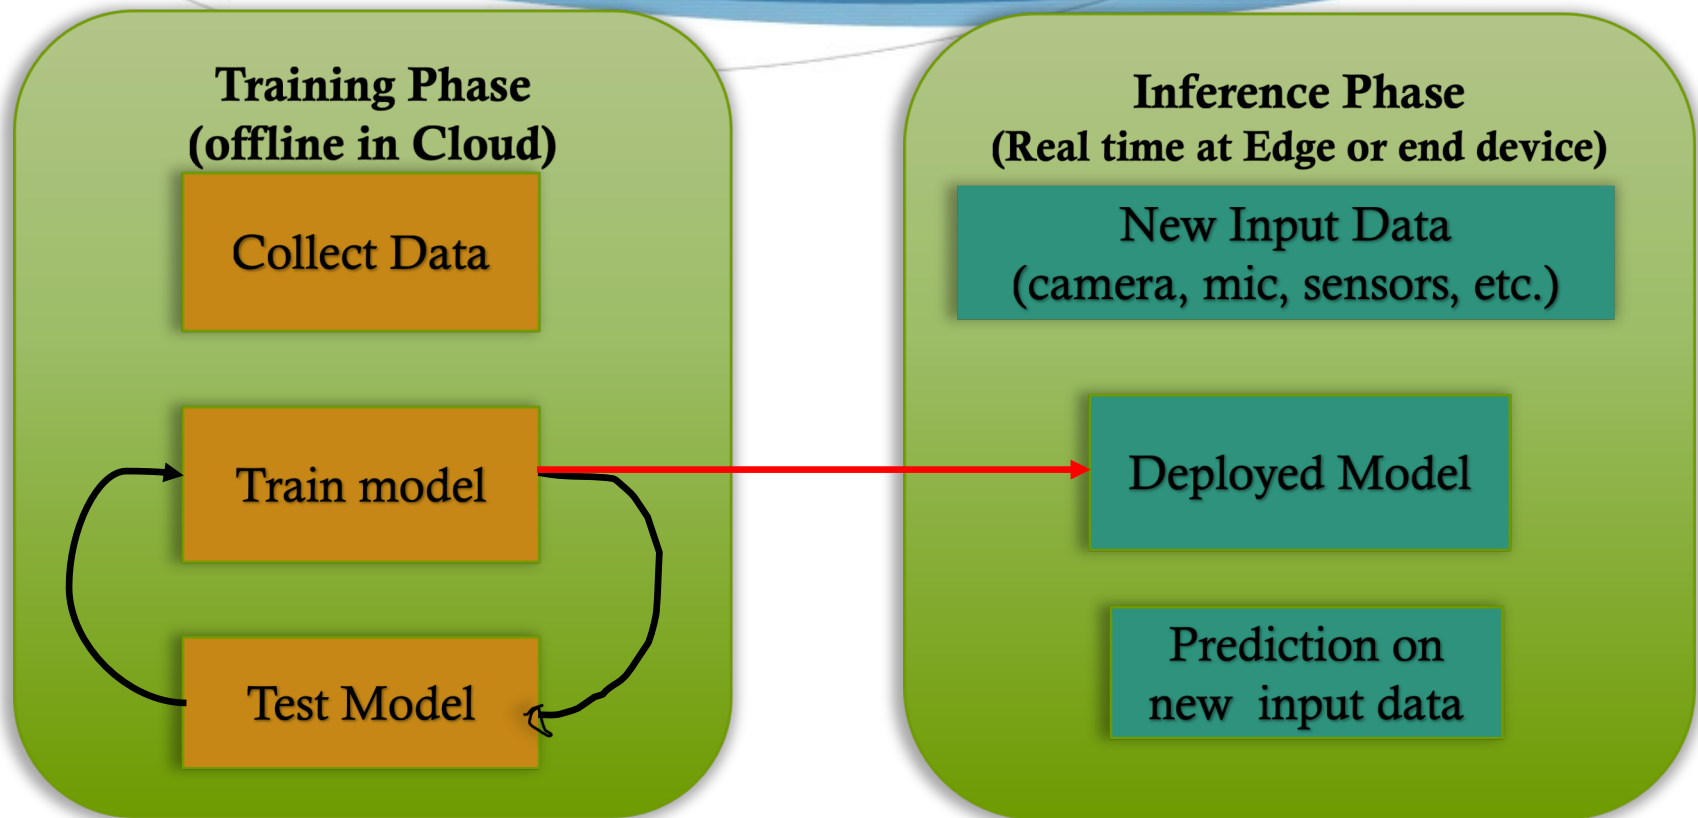 Training Phase
(offline in Cloud)
Collect Data
Train model
Test Model
Inference Phase
(Real time at Edge or end device)
New Input Data
(camera, mic, sensors, etc.)
Deployed Model
Prediction on
new input data